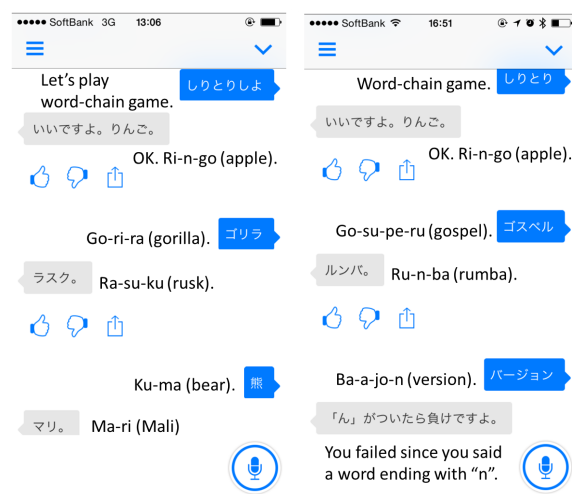 SoftBank 3G 13:06
Let's play
word-chain game.
しりとりしよ
いいですよ。りんご。
OK. Ri-n-go (apple).
Go-ri-ra (gorilla).
ゴリラ
ラスク。
Ra-su-ku (rusk).
Ku-ma (bear).
熊
マリ。
Ma-ri (Mali)
SoftBank 16:51
Word-chain game.
しりとり
いいですよ。りんご。
OK. Ri-n-go (apple).
Go-su-pe-ru (gospel).
ゴスペル
ルンバ。
Ru-n-ba (rumba).
Ba-a-jo-n (version).
バージョン
「ん」がついたら負けですよ。
You failed since you said
a word ending with “n”.